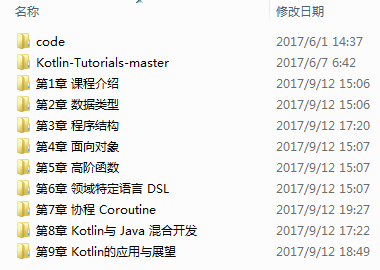 名称 修改日期
code 2017/6/1 14:37
Kotlin-Tutorials-master 2017/6/7 6:42
第1章 课程介绍 2017/9/12 15:06
第2章 数据类型 2017/9/12 15:06
第3章 程序结构 2017/9/12 17:20
第4章 面向对象 2017/9/12 15:07
第5章 高阶函数 2017/9/12 15:07
第6章 领域特定语言 DSL 2017/9/12 15:07
第7章 协程 Coroutine 2017/9/12 19:27
第8章 Kotlin与 Java 混合开发 2017/9/12 17:22
第9章 Kotlin的应用与展望 2017/9/12 18:49